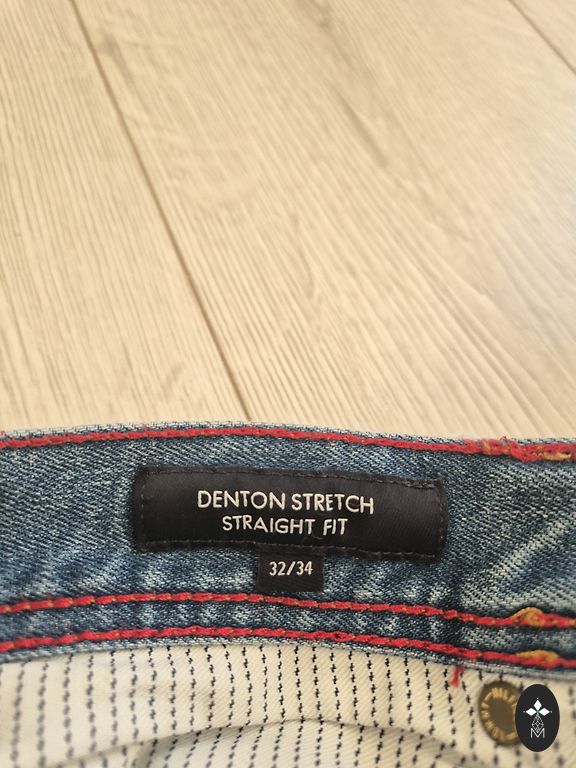 DENTON STRETCH
STRAIGHT FIT
32/34